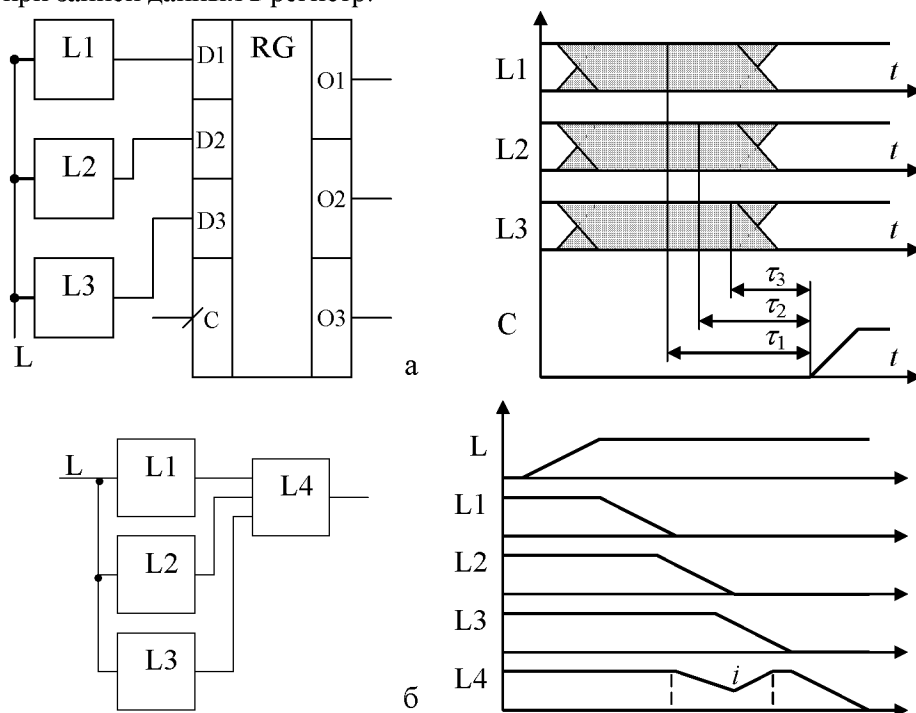 при записи данных в регистр.
L1 D1 RG O1
L2 D2 O2
L3 D3 O3
C
L
а
L1 t
L2 t
L3 t
τ3
τ2
τ1
C t
L L1
L2
L3
L4
б
L
L1
L2
L3
L4 i